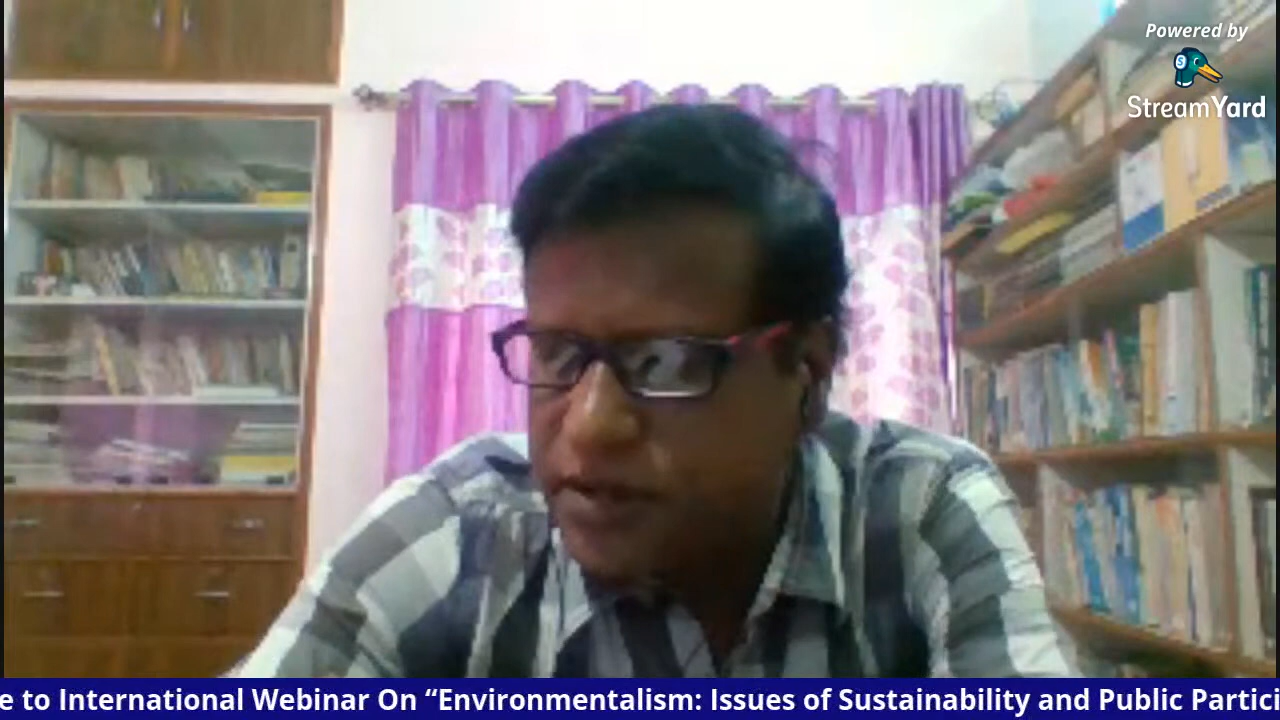 Powered by
StreamYard
e to International Webinar On “Environmentalism: Issues of Sustainability and Public Partici